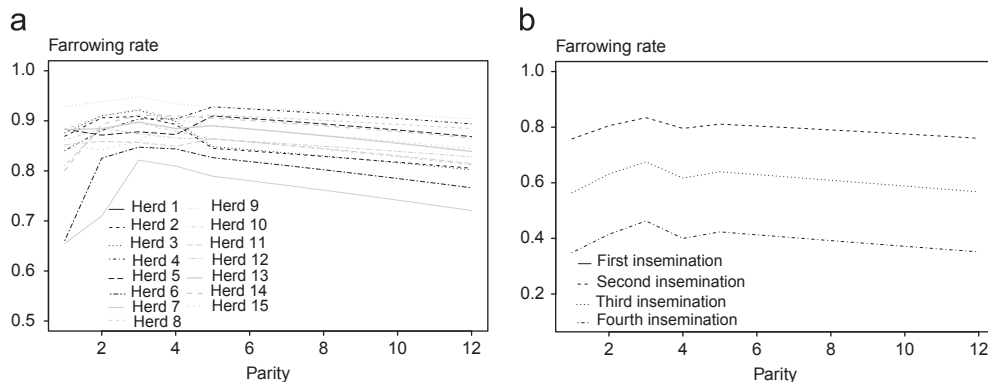 a
Farrowing rate
1.0
0.9
0.8
0.7
0.6
0.5
Herd 1
Herd 2
Herd 3
Herd 4
Herd 5
Herd 6
Herd 7
Herd 8
Herd 9
Herd 10
Herd 11
Herd 12
Herd 13
Herd 14
Herd 15
2 4 6 8 10 12
Parity
b
Farrowing rate
1.0
0.8
0.6
0.4
0.2
First insemination
Second insemination
Third insemination
Fourth insemination
2 4 6 8 10 12
Parity